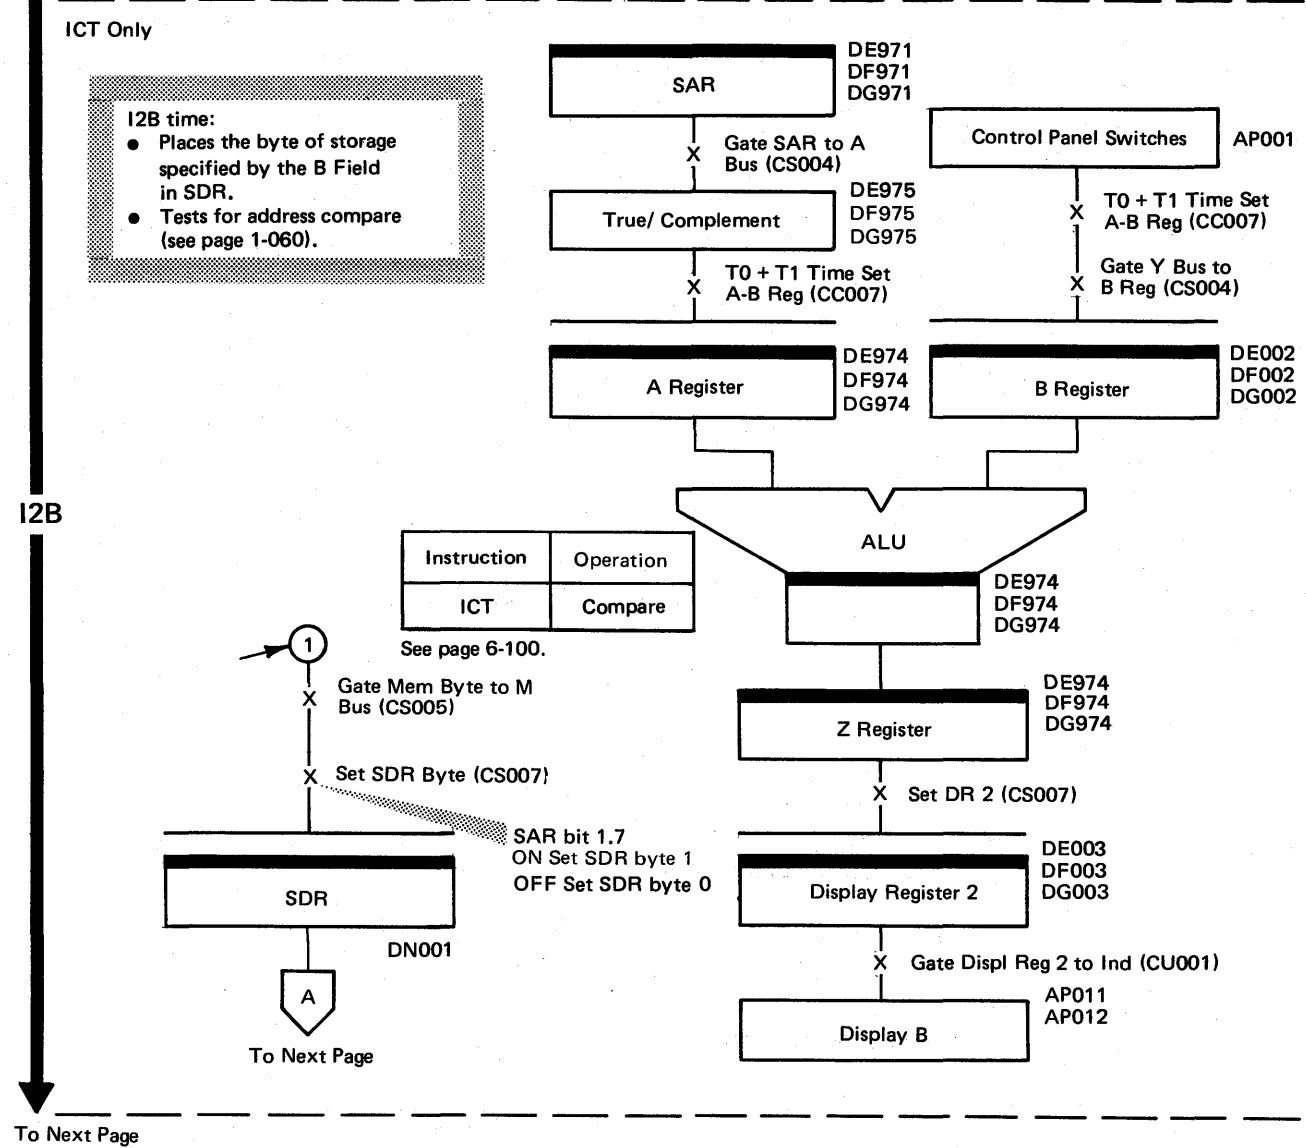 ICT Only
I2B time:
● Places the byte of storage
specified by the B Field
in SDR.
● Tests for address compare
(see page 1-060).
SAR
DE971
DF971
DG971
Gate SAR to A
Bus (CS004)
X
True/ Complement
DE975
DF975
DG975
X
T0 + T1 Time Set
A-B Reg (CC007)
Control Panel Switches
AP001
X
T0 + T1 Time Set
A-B Reg (CC007)
X
Gate Y Bus to
B Reg (CS004)
A Register
DE974
DF974
DG974
B Register
DE002
DF002
DG002
I2B
ALU
DE974
DF974
DG974
Instruction Operation
ICT Compare
See page 6-100.
1
X
Gate Mem Byte to M
Bus (CS005)
X Set SDR Byte (CS007)
SAR bit 1.7
ON Set SDR byte 1
OFF Set SDR byte 0
SDR
DN001
A
To Next Page
Z Register
DE974
DF974
DG974
X Set DR 2 (CS007)
Display Register 2
DE003
DF003
DG003
X Gate Displ Reg 2 to Ind (CU001)
Display B
AP011
AP012
To Next Page